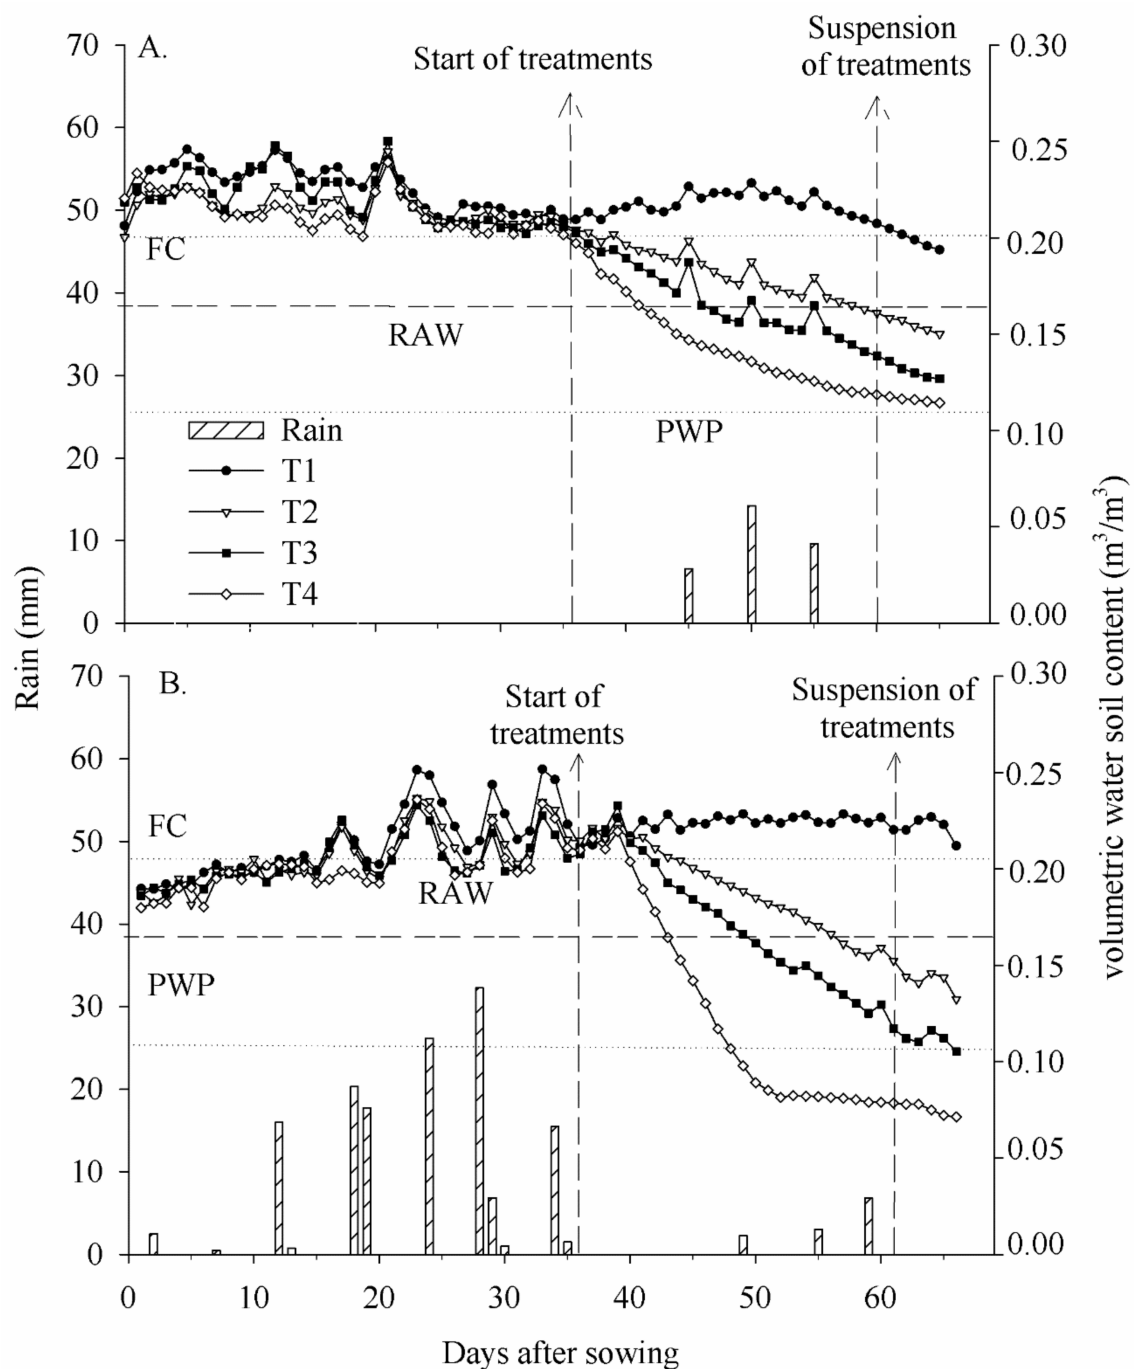 70
60
50
40
30
20
10
0
A.
Start of treatments
Suspension
of treatments
FC
RAW
PWP
Rain
T1
T2
T3
T4
0.30
0.25
0.20
0.15
0.10
0.05
0.00
Rain (mm)
volumetric water soil content (m³/m³)
70
60
50
40
30
20
10
0
B.
Start of
treatments
Suspension of
treatments
FC
RAW
PWP
0.30
0.25
0.20
0.15
0.10
0.05
0.00
0 10 20 30 40 50 60
Days after sowing